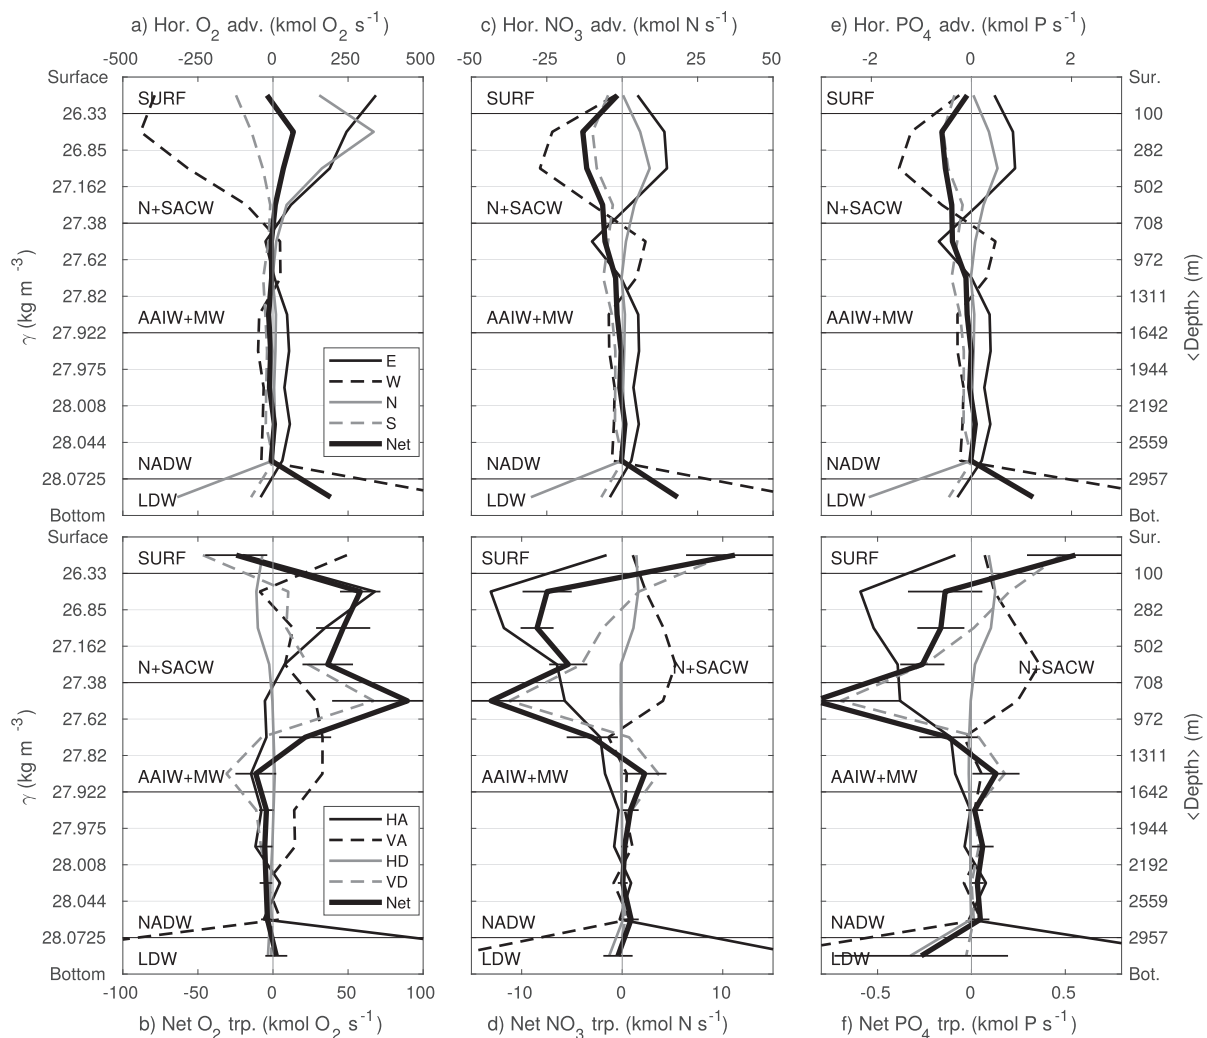 a) Hor. O2 adv. (kmol O2 s-1)
c) Hor. NO3 adv. (kmol N s-1)
e) Hor. PO4 adv. (kmol P s-1)
-500 -250 0 250 500
-50 -25 0 25 50
-2 0 2
Surface SURF SURF SURF Sur.
26.33 100
26.85 282
27.162 502
N+SACW N+SACW N+SACW
27.38 708
27.62 972
27.82 1311
AAIW+MW AAIW+MW AAIW+MW
27.922 1642
27.975 1944
28.008 2192
28.044 2559
NADW NADW NADW
28.0725 2957
LDW LDW LDW
Bottom Bot.
γ (kg m-3)
<Depth> (m)
E
W
N
S
Net
Surface SURF SURF SURF Sur.
26.33 100
26.85 282
27.162 502
N+SACW N+SACW N+SACW
27.38 708
27.62 972
27.82 1311
AAIW+MW AAIW+MW AAIW+MW
27.922 1642
27.975 1944
28.008 2192
28.044 2559
NADW NADW NADW
28.0725 2957
LDW LDW LDW
Bottom Bot.
γ (kg m-3)
<Depth> (m)
HA
VA
HD
VD
Net
-100 -50 0 50 100
-10 0 10
-0.5 0 0.5
b) Net O2 trp. (kmol O2 s-1)
d) Net NO3 trp. (kmol N s-1)
f) Net PO4 trp. (kmol P s-1)